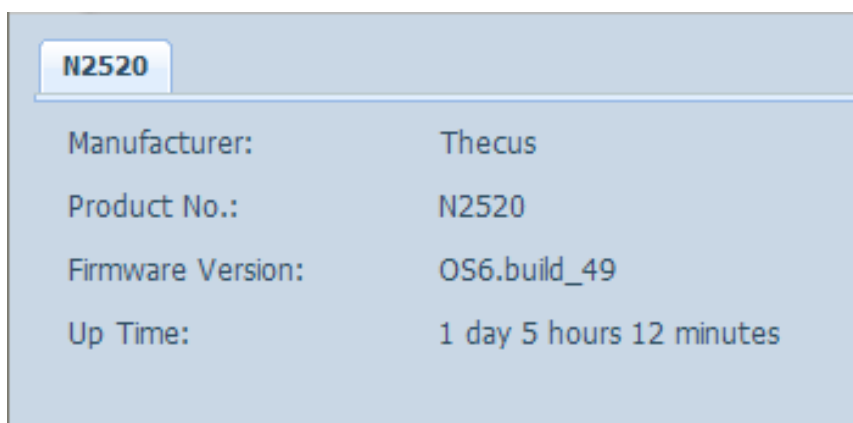 N2520
Manufacturer: Thecus
Product No.: N2520
Firmware Version: OS6.build_49
Up Time: 1 day 5 hours 12 minutes